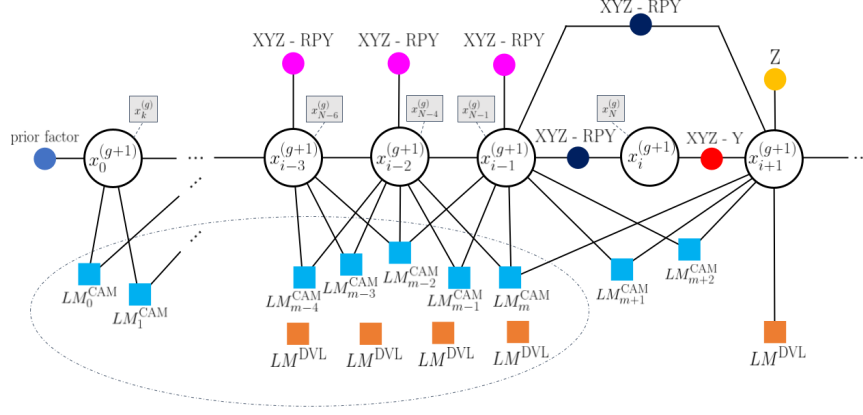 XYZ - RPY
XYZ - RPY XYZ - RPY XYZ - RPY
Z
x_k^{(g)} x_{N-6}^{(g)} x_{N-4}^{(g)} x_{N-1}^{(g)} x_N^{(g)}
prior factor XYZ - RPY XYZ - Y
x_0^{(g+1)} ... x_{i-3}^{(g+1)} x_{i-2}^{(g+1)} x_{i-1}^{(g+1)} x_i^{(g+1)} x_{i+1}^{(g+1)} ...
...
...
LM_0^{CAM} LM_1^{CAM} LM_{m-4}^{CAM} LM_{m-3}^{CAM} LM_{m-2}^{CAM} LM_{m-1}^{CAM} LM_m^{CAM} LM_{m+1}^{CAM} LM_{m+2}^{CAM}
LM^{DVL} LM^{DVL} LM^{DVL} LM^{DVL} LM^{DVL}